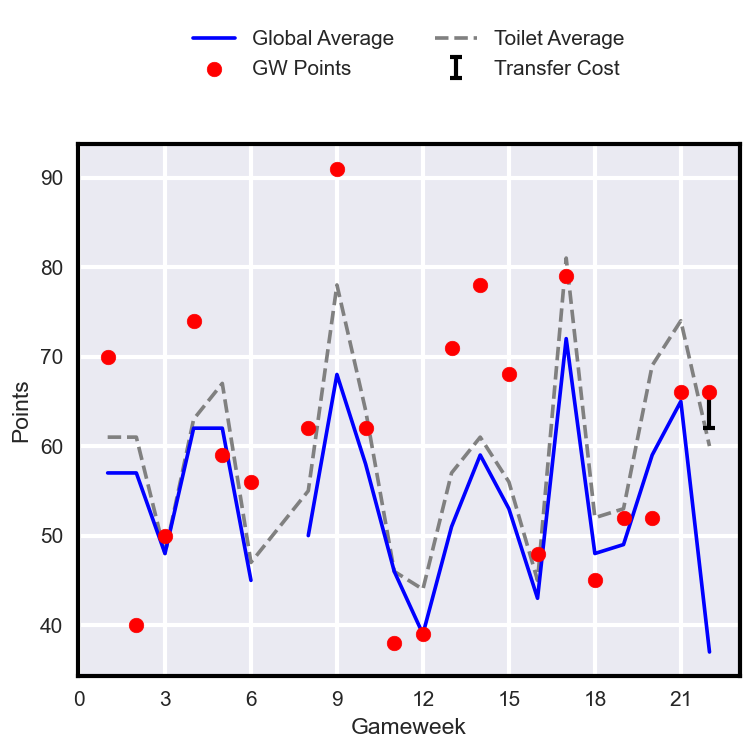 Global Average
Toilet Average
GW Points
Transfer Cost
90
80
70
60
50
40
Points
0 3 6 9 12 15 18 21
Gameweek